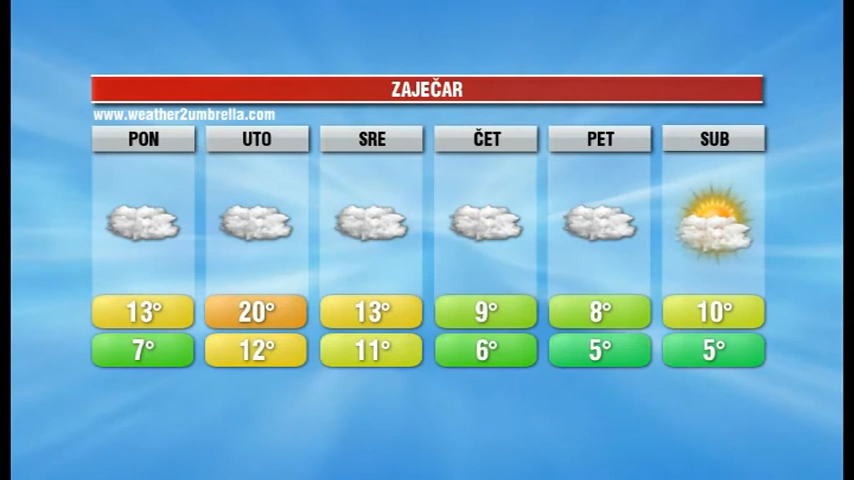 ZAJEČAR
www.weather2umbrella.com
PON UTO SRE ČET PET SUB
13° 20° 13° 9° 8° 10°
7° 12° 11° 6° 5° 5°